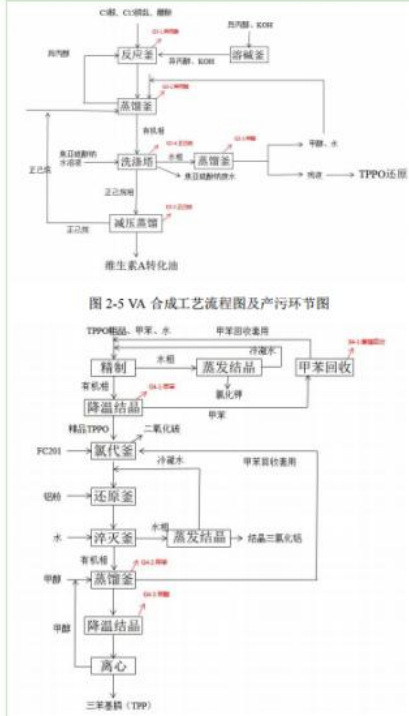 C5醛、C15膦盐、硼酸
异丙醇、KOH
异丙醇
反应釜
异丙醇、KOH
溶碱釜
蒸馏釜
有机相
甲醇、水
焦亚硫酸钠
水溶液
洗涤塔
水相
蒸馏釜
正己烷
残液
TPPO还原
焦亚硫酸钠废水
正己烷相
正己烷
减压蒸馏
维生素A转化油
图 2-5 VA 合成工艺流程图及产污环节图
TPPO粗品、甲苯、水
甲苯回收套用
冷凝水
精制
水相
蒸发结晶
甲苯回收
有机相
氯化钾
降温结晶
甲苯
精品TPPO
二氧化碳
FC201
氯代釜
冷凝水
甲苯回收套用
铝粉
还原釜
水
淬灭釜
水相
蒸发结晶
结晶三氯化铝
有机相
甲醇
蒸馏釜
降温结晶
甲醇
离心
三苯基膦（TPP）